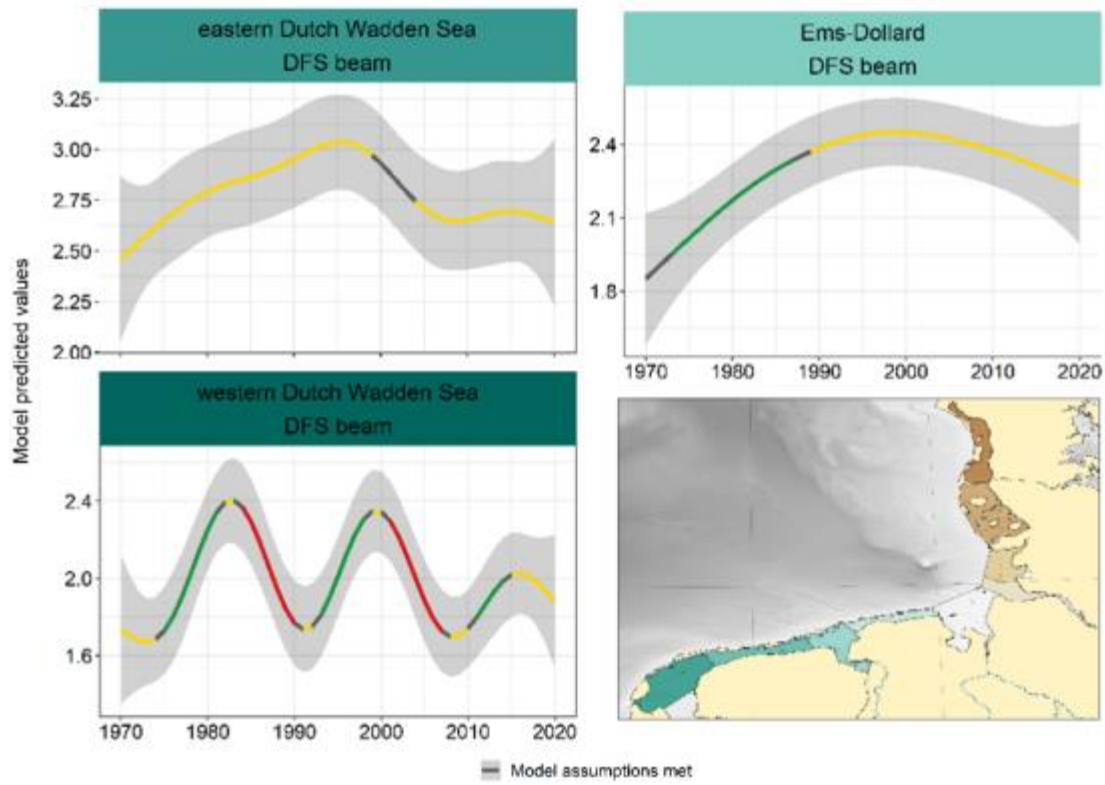 eastern Dutch Wadden Sea
DFS beam
3.25
3.00
2.75
2.50
2.25
2.00
Ems-Dollard
DFS beam
2.4
2.1
1.8
1970 1980 1990 2000 2010 2020
Model predicted values
western Dutch Wadden Sea
DFS beam
2.4
2.0
1.6
1970 1980 1990 2000 2010 2020
Model assumptions met